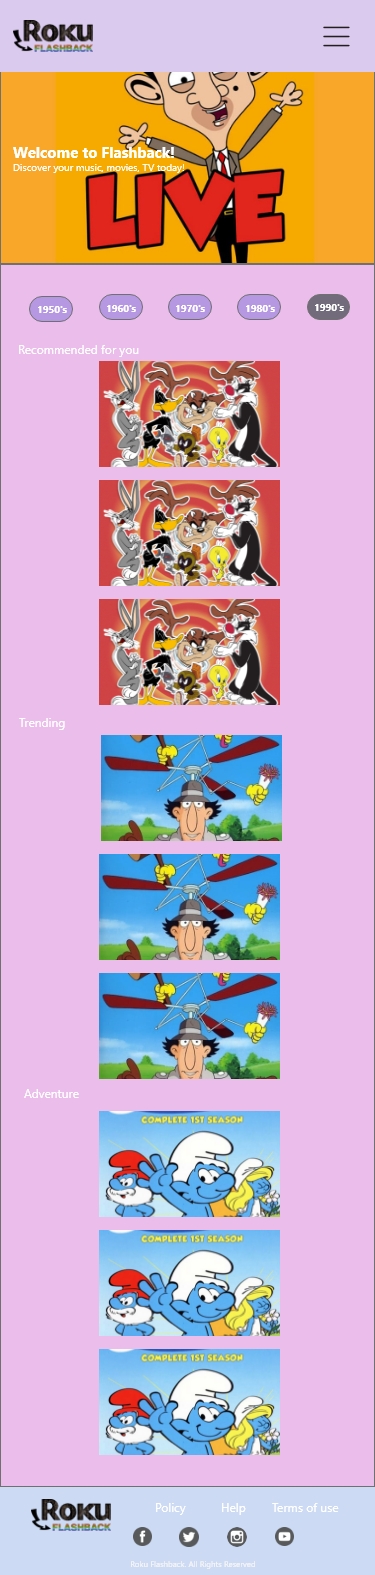 Roku
FLASHBACK
Welcome to Flashback!
Discover your music, movies, TV today!
LIVE
1950's 1960's 1970's 1980's 1990's
Recommended for you
Trending
Adventure
COMPLETE 1ST SEASON
COMPLETE 1ST SEASON
COMPLETE 1ST SEASON
Roku
FLASHBACK
Policy Help Terms of use
Roku Flashback. All Rights Reserved